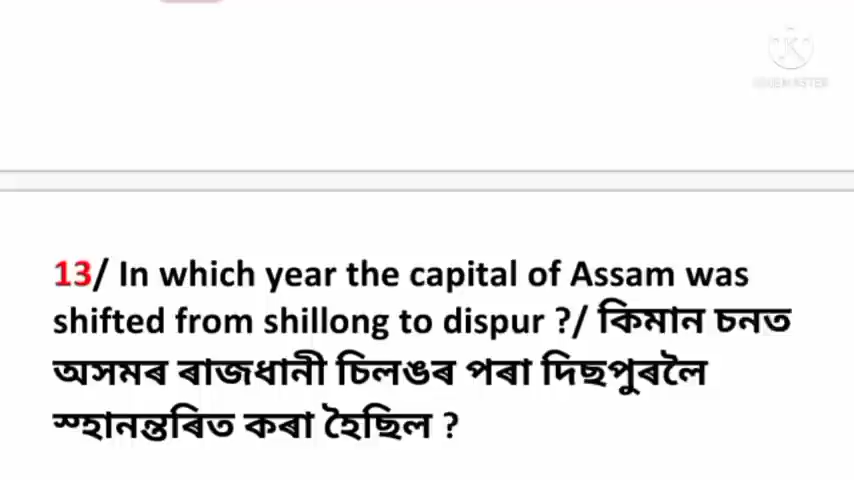 13/ In which year the capital of Assam was
shifted from shillong to dispur ?/ কিমান চনত
অসমৰ ৰাজধানী চিলঙৰ পৰা দিছপুৰলৈ
স্হানন্তৰিত কৰা হৈছিল ?